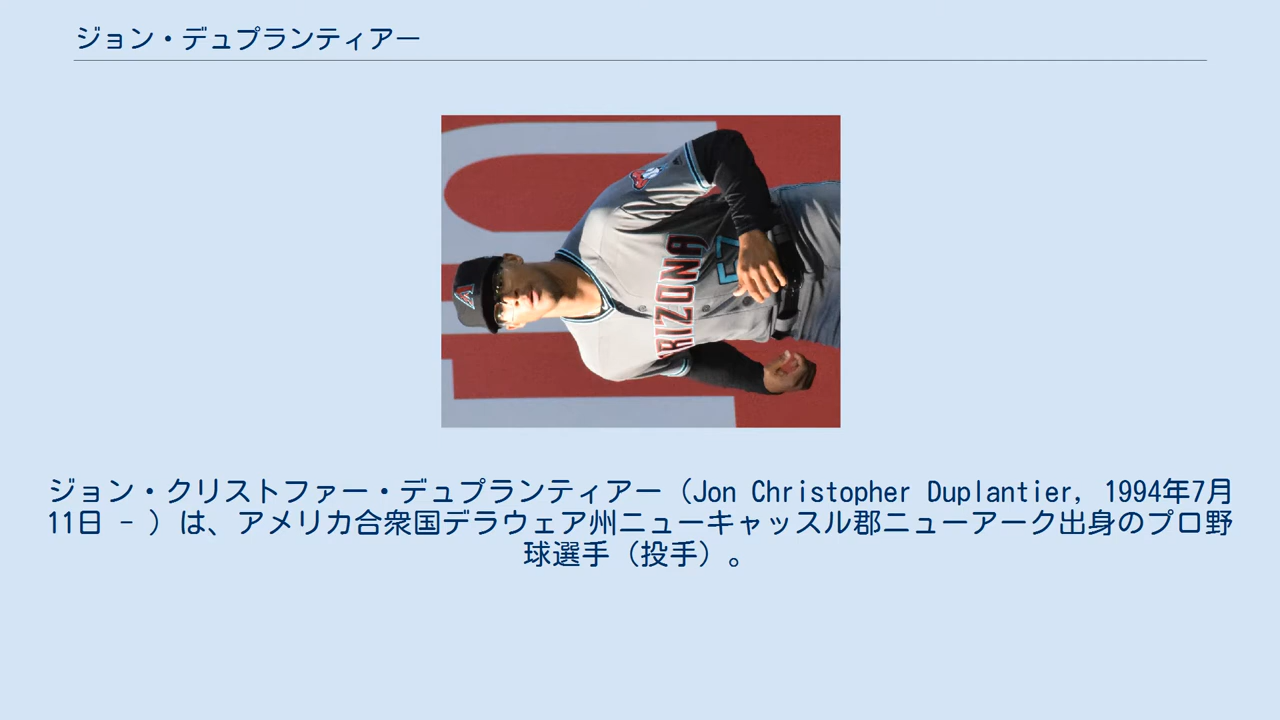 ジョン・デュプランティアー
ARIZONA
57
ジョン・クリストファー・デュプランティアー（Jon Christopher Duplantier, 1994年7月
11日 - ）は、アメリカ合衆国デラウェア州ニューキャッスル郡ニューアーク出身のプロ野
球選手（投手）。